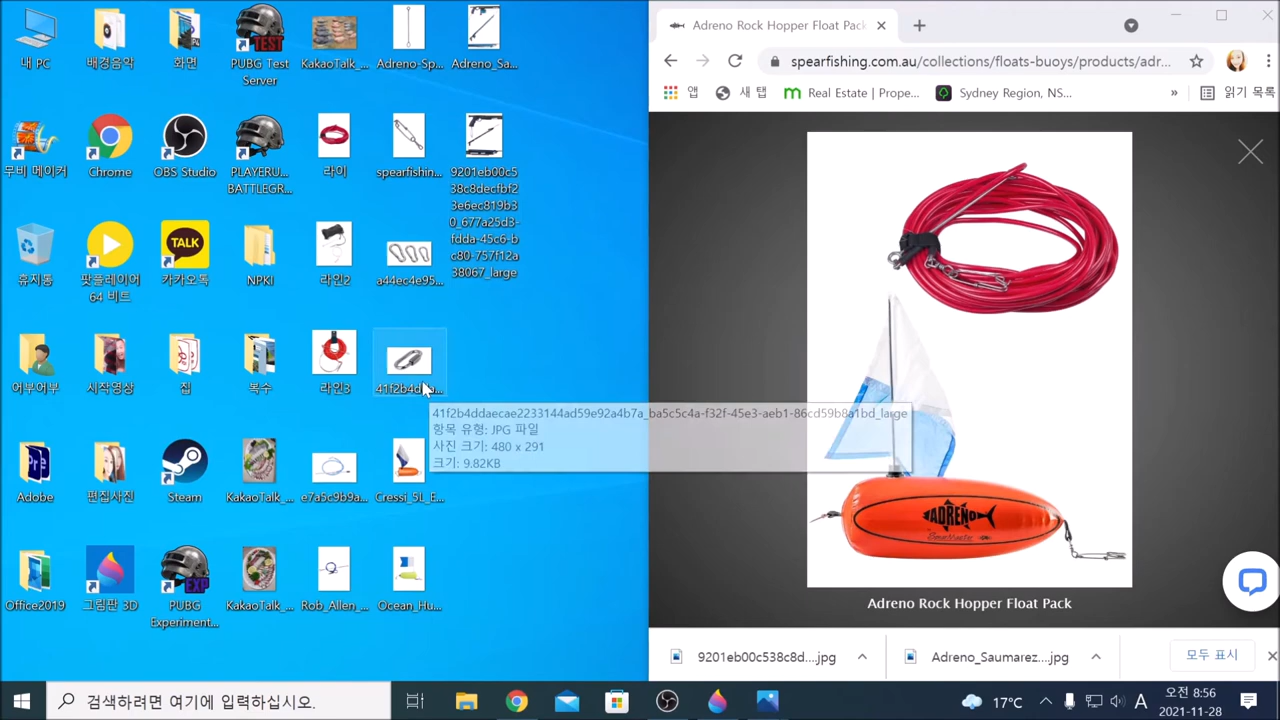 내 PC
배경음악
화면
PUBG Test
Server
KakaoTalk_...
Adreno-Sp...
Adreno_Sa...
무비 메이커
Chrome
OBS Studio
PLAYERU...
BATTLEGR...
라이
spearfishin...
9201eb00c5
38c8decfbf2
3e6ec819b3
0_677a25d3-
fdda-45c6-b
c80-757f12a
38067_large
휴지통
팟플레이어
64 비트
TALK
카카오톡
NPKI
라인2
a44ec4e95...
어부어부
시작영상
집
복수
라인3
41f2b4dda...
41f2b4ddaecae2233144ad59e92a4b7a_ba5c5c4a-f32f-45e3-aeb1-86cd59b8a1bd_large
항목 유형: JPG 파일
사진 크기: 480 x 291
크기: 9.82KB
Adobe
편집사진
Steam
KakaoTalk_...
e7a5c9b9a...
Cressi_5L_E...
Office2019
그림판 3D
PUBG
Experiment...
KakaoTalk_...
Rob_Allen_...
Ocean_Hu...
Adreno Rock Hopper Float Pack
spearfishing.com.au/collections/floats-buoys/products/adr...
앱
새 탭
Real Estate | Prope...
Sydney Region, NS...
»
읽기 목록
ADRENO
Adreno Rock Hopper Float Pack
9201eb00c538c8d....jpg
Adreno_Saumarez....jpg
모두 표시
검색하려면 여기에 입력하십시오.
17°C
A
오전 8:56
2021-11-28